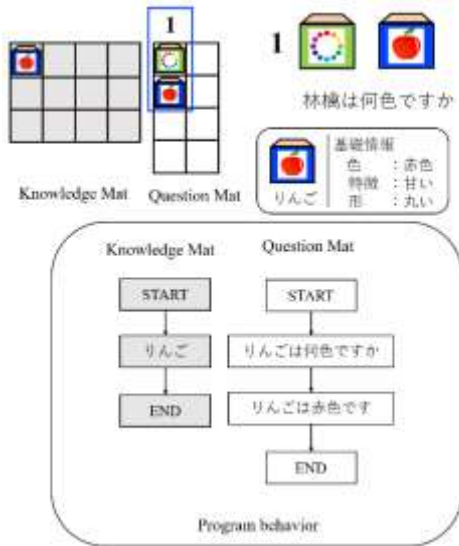 1
1
林檎は何色ですか
Knowledge Mat
Question Mat
りんご
基礎情報
色 ：赤色
特徴 ：甘い
形 ：丸い
Knowledge Mat
Question Mat
START
START
りんご
りんごは何色ですか
END
りんごは赤色です
END
Program behavior